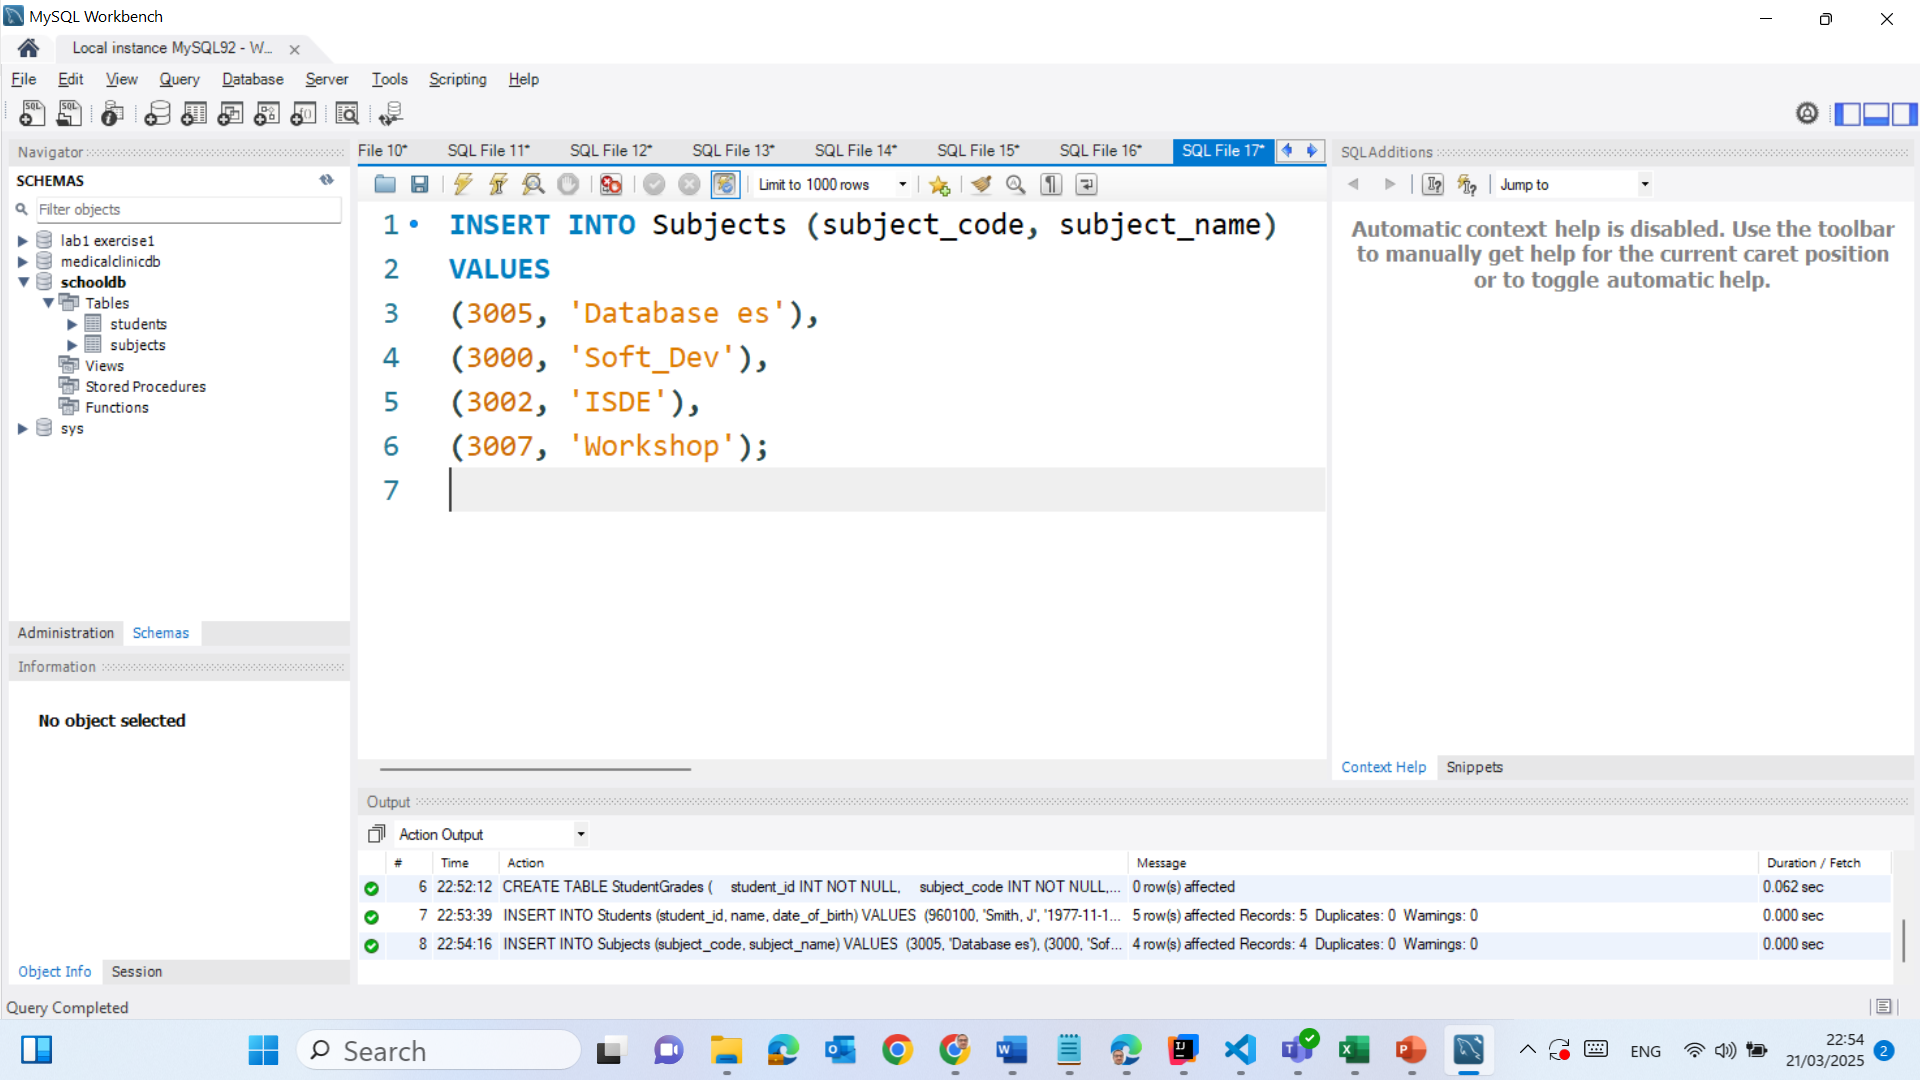 MySQL Workbench
Local instance MySQL92 - W...
File Edit View Query Database Server Tools Scripting Help
Navigator
SCHEMAS
Filter objects
lab1 exercise1
medicalclinicdb
schooldb
Tables
students
subjects
Views
Stored Procedures
Functions
sys
Administration Schemas
Information
No object selected
Object Info Session
File 10* SQL File 11* SQL File 12* SQL File 13* SQL File 14* SQL File 15* SQL File 16* SQL File 17*
Limit to 1000 rows
1 INSERT INTO Subjects (subject_code, subject_name)
2 VALUES
3 (3005, 'Database es'),
4 (3000, 'Soft_Dev'),
5 (3002, 'ISDE'),
6 (3007, 'Workshop');
7
SQLAdditions
Jump to
Automatic context help is disabled. Use the toolbar
to manually get help for the current caret position
or to toggle automatic help.
Context Help Snippets
Output
Action Output
# Time Action Message Duration / Fetch
6 22:52:12 CREATE TABLE StudentGrades ( student_id INT NOT NULL, subject_code INT NOT NULL,... 0 row(s) affected 0.062 sec
7 22:53:39 INSERT INTO Students (student_id, name, date_of_birth) VALUES (960100, 'Smith, J', '1977-11-1... 5 row(s) affected Records: 5 Duplicates: 0 Warnings: 0 0.000 sec
8 22:54:16 INSERT INTO Subjects (subject_code, subject_name) VALUES (3005, 'Database es'), (3000, 'Sof... 4 row(s) affected Records: 4 Duplicates: 0 Warnings: 0 0.000 sec
Query Completed
Search
ENG
22:54
21/03/2025
2